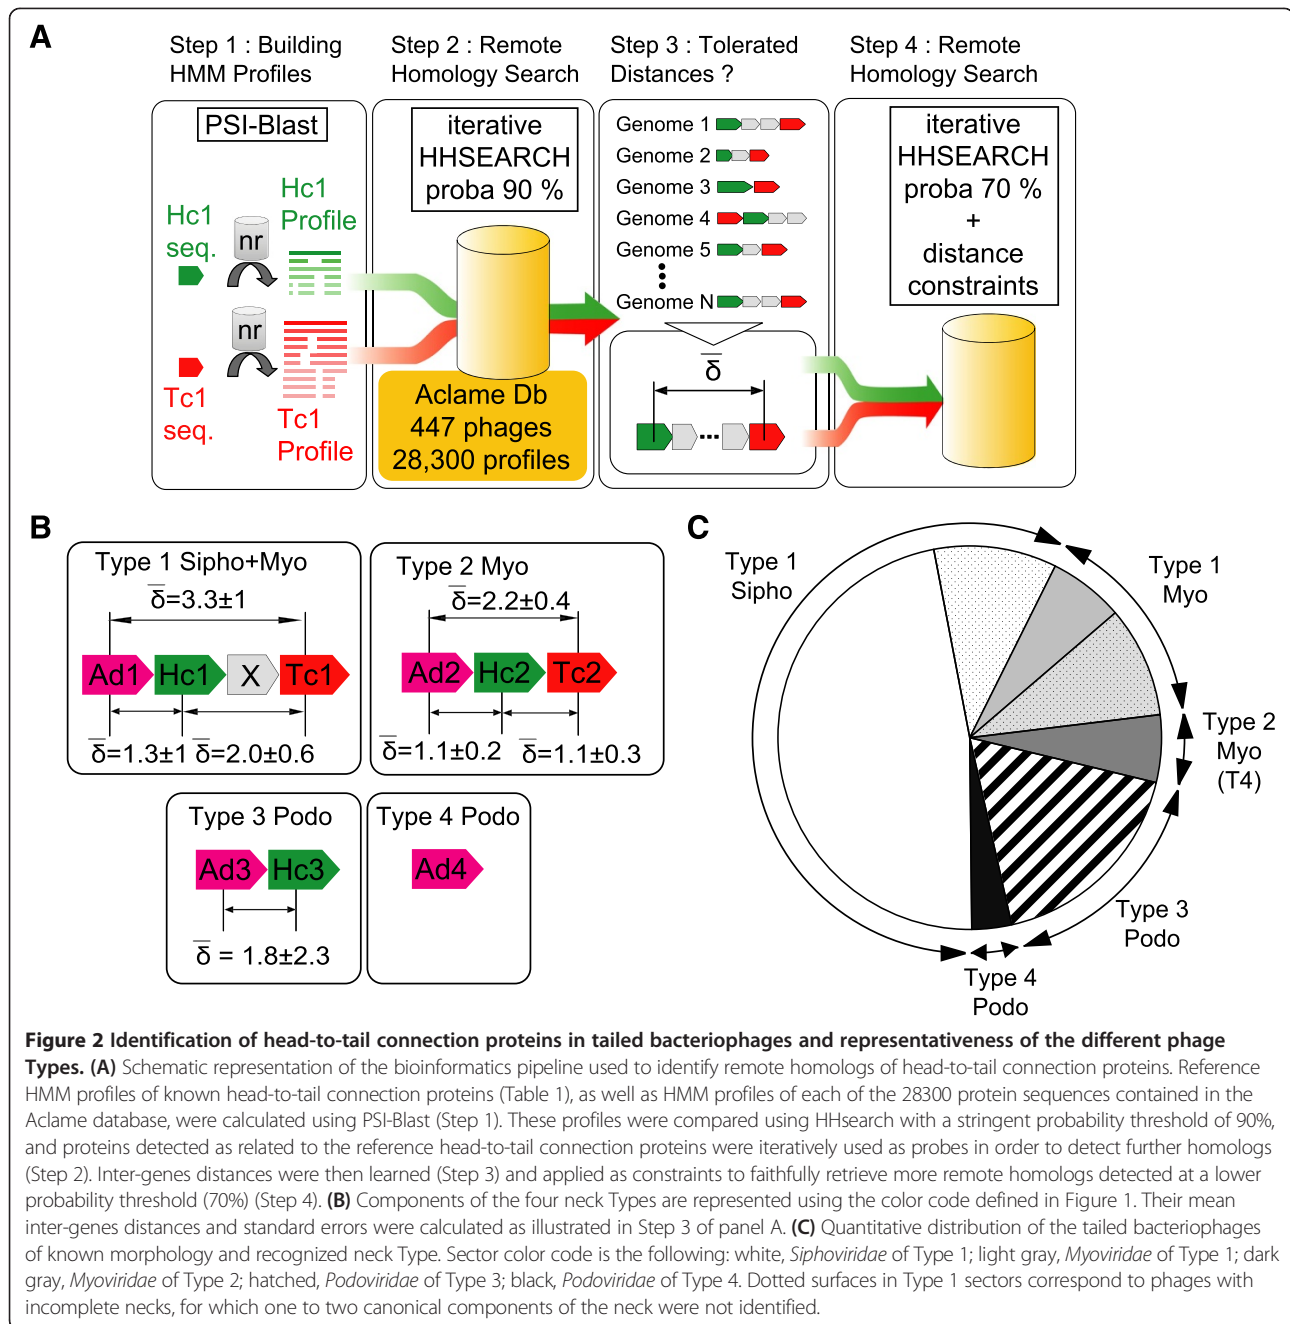 A
Step 1 : Building
HMM Profiles
Step 2 : Remote
Homology Search
Step 3 : Tolerated
Distances ?
Step 4 : Remote
Homology Search
PSI-Blast
Hc1
seq.
nr
Hc1
Profile
nr
Tc1
seq.
Tc1
Profile
iterative
HHSEARCH
proba 90 %
Aclame Db
447 phages
28,300 profiles
Genome 1
Genome 2
Genome 3
Genome 4
Genome 5
Genome N
δ̅
iterative
HHSEARCH
proba 70 %
+
distance
constraints
B
Type 1 Sipho+Myo
δ̅=3.3±1
Ad1 Hc1 X Tc1
δ̅=1.3±1 δ̅=2.0±0.6
Type 2 Myo
δ̅=2.2±0.4
Ad2 Hc2 Tc2
δ̅=1.1±0.2 δ̅=1.1±0.3
Type 3 Podo
Ad3 Hc3
δ̅ = 1.8±2.3
Type 4 Podo
Ad4
C
Type 1
Sipho
Type 1
Myo
Type 2
Myo
(T4)
Type 3
Podo
Type 4
Podo
Figure 2 Identification of head-to-tail connection proteins in tailed bacteriophages and representativeness of the different phage
Types. (A) Schematic representation of the bioinformatics pipeline used to identify remote homologs of head-to-tail connection proteins. Reference
HMM profiles of known head-to-tail connection proteins (Table 1), as well as HMM profiles of each of the 28300 protein sequences contained in the
Aclame database, were calculated using PSI-Blast (Step 1). These profiles were compared using HHsearch with a stringent probability threshold of 90%,
and proteins detected as related to the reference head-to-tail connection proteins were iteratively used as probes in order to detect further homologs
(Step 2). Inter-genes distances were then learned (Step 3) and applied as constraints to faithfully retrieve more remote homologs detected at a lower
probability threshold (70%) (Step 4). (B) Components of the four neck Types are represented using the color code defined in Figure 1. Their mean
inter-genes distances and standard errors were calculated as illustrated in Step 3 of panel A. (C) Quantitative distribution of the tailed bacteriophages
of known morphology and recognized neck Type. Sector color code is the following: white, Siphoviridae of Type 1; light gray, Myoviridae of Type 1; dark
gray, Myoviridae of Type 2; hatched, Podoviridae of Type 3; black, Podoviridae of Type 4. Dotted surfaces in Type 1 sectors correspond to phages with
incomplete necks, for which one to two canonical components of the neck were not identified.